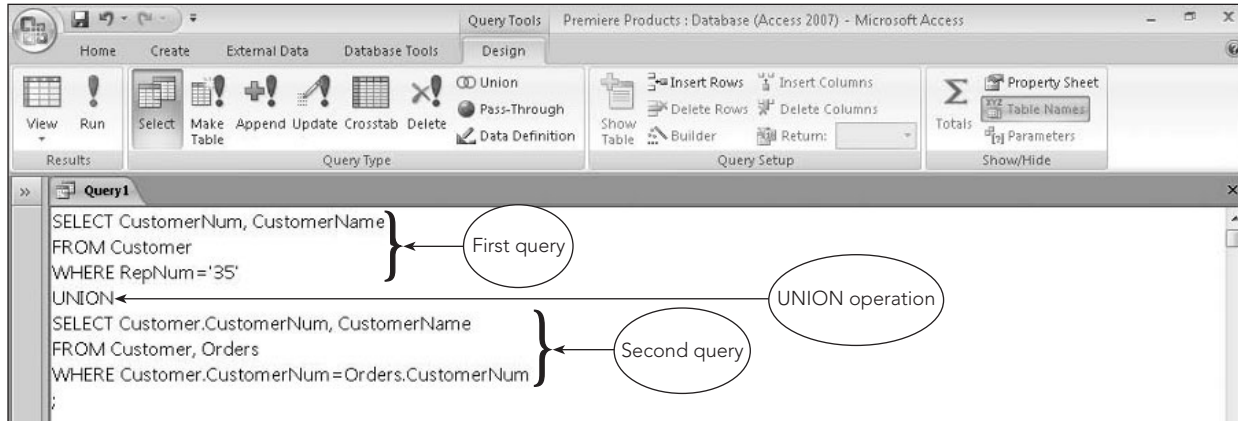 Query Tools
Premiere Products : Database (Access 2007) - Microsoft Access
Home Create External Data Database Tools Design
View
Run
Select
Make Table
Append
Update
Crosstab
Delete
Union
Pass-Through
Data Definition
Show Table
Insert Rows
Delete Rows
Builder
Insert Columns
Delete Columns
Return:
Totals
Property Sheet
Table Names
Parameters
Results
Query Type
Query Setup
Show/Hide
Query1
SELECT CustomerNum, CustomerName
FROM Customer
WHERE RepNum='35'
First query
UNION
UNION operation
SELECT Customer.CustomerNum, CustomerName
FROM Customer, Orders
WHERE Customer.CustomerNum=Orders.CustomerNum
;
Second query